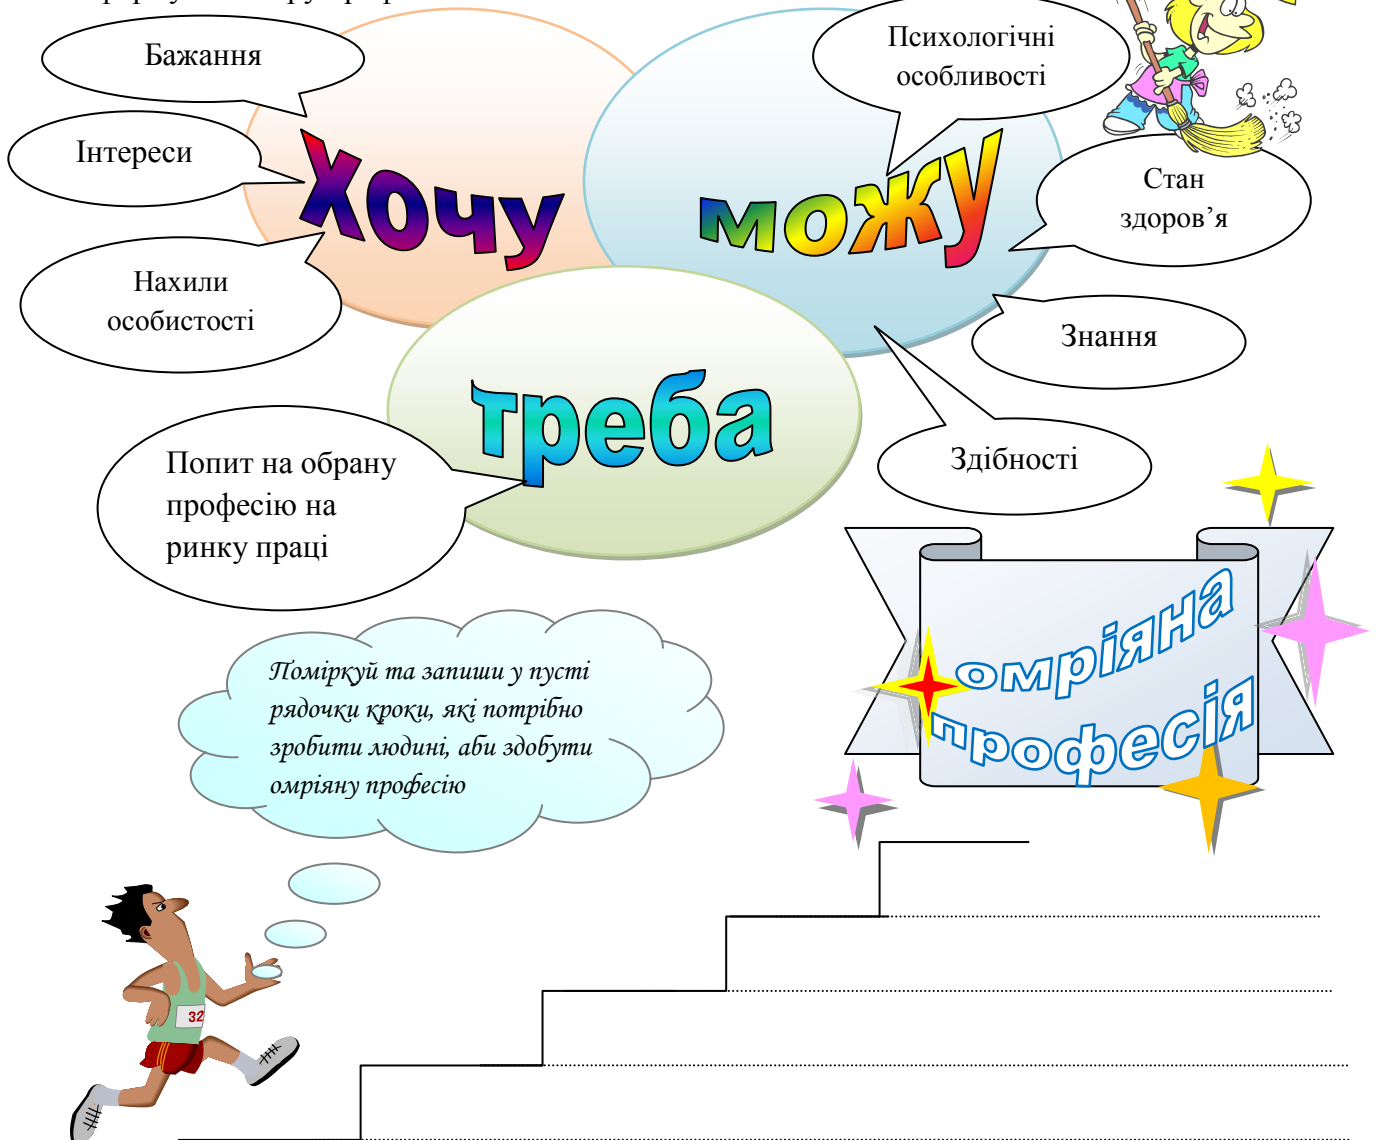 Бажання
Психологічні
особливості
Інтереси
хочу
можу
Стан
здоров’я
Нахили
особистості
Знання
треба
Здібності
Попит на обрану
професію на
ринку праці
омріяна
професія
Поміркуй та запиши у пусті
рядочки кроки, які потрібно
зробити людині, аби здобути
омріяну професію
32